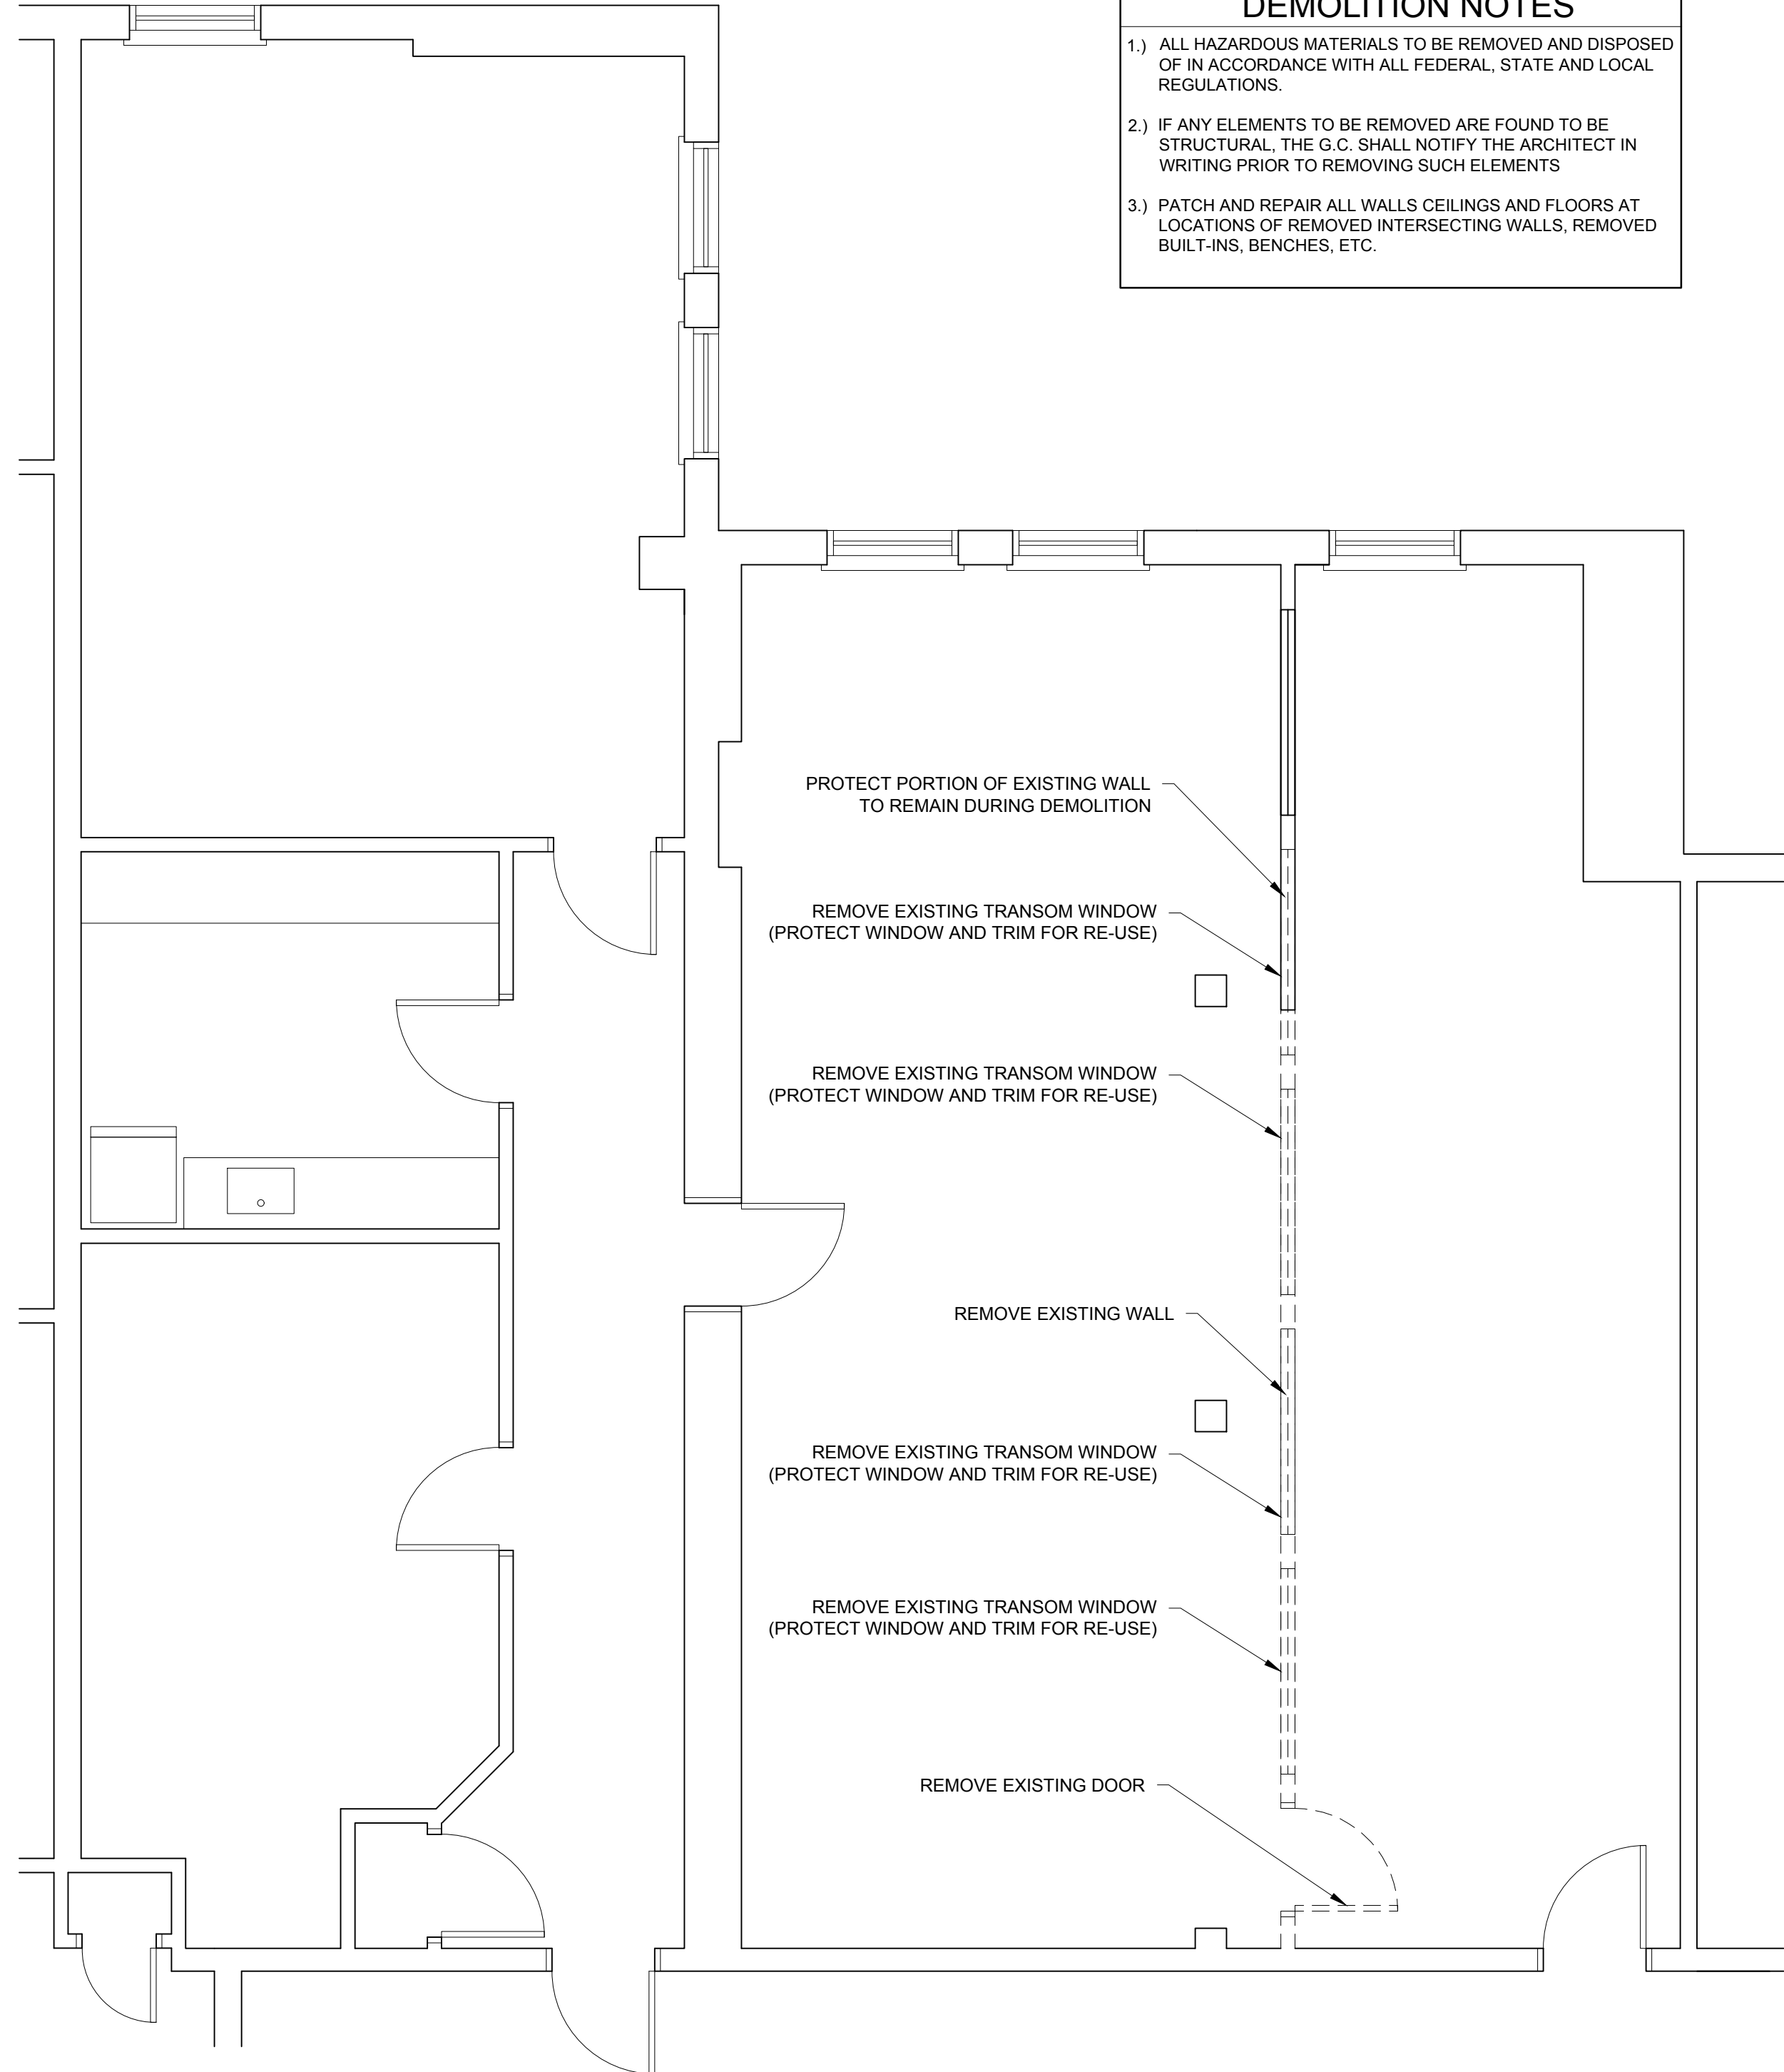 DEMOLITION NOTES
1.) ALL HAZARDOUS MATERIALS TO BE REMOVED AND DISPOSED
OF IN ACCORDANCE WITH ALL FEDERAL, STATE AND LOCAL
REGULATIONS.
2.) IF ANY ELEMENTS TO BE REMOVED ARE FOUND TO BE
STRUCTURAL, THE G.C. SHALL NOTIFY THE ARCHITECT IN
WRITING PRIOR TO REMOVING SUCH ELEMENTS
3.) PATCH AND REPAIR ALL WALLS CEILINGS AND FLOORS AT
LOCATIONS OF REMOVED INTERSECTING WALLS, REMOVED
BUILT-INS, BENCHES, ETC.
PROTECT PORTION OF EXISTING WALL
TO REMAIN DURING DEMOLITION
REMOVE EXISTING TRANSOM WINDOW
(PROTECT WINDOW AND TRIM FOR RE-USE)
REMOVE EXISTING TRANSOM WINDOW
(PROTECT WINDOW AND TRIM FOR RE-USE)
REMOVE EXISTING WALL
REMOVE EXISTING TRANSOM WINDOW
(PROTECT WINDOW AND TRIM FOR RE-USE)
REMOVE EXISTING TRANSOM WINDOW
(PROTECT WINDOW AND TRIM FOR RE-USE)
REMOVE EXISTING DOOR